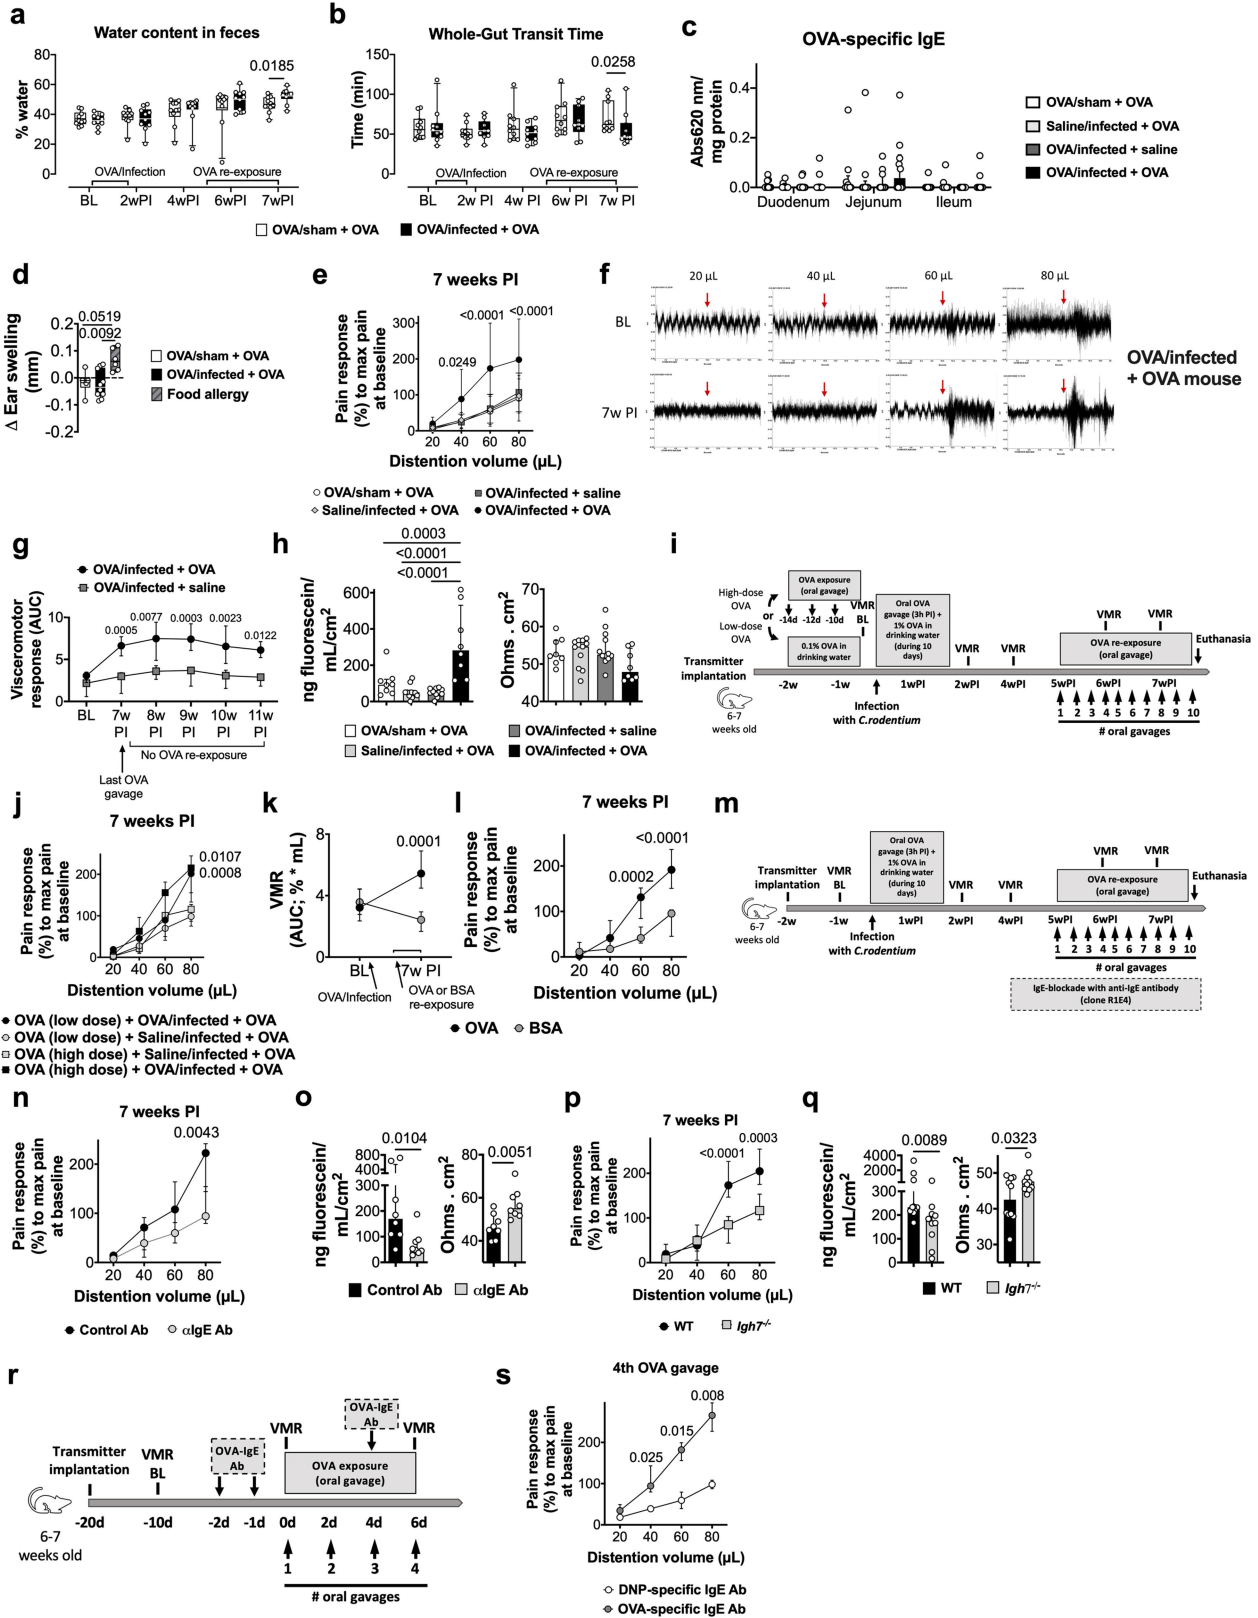 a
Water content in feces
% water
80
60
40
20
0
0.0185
OVA/Infection
OVA re-exposure
BL 2wPI 4wPI 6wPI 7wPI
b
Whole-Gut Transit Time
Time (min)
150
100
50
0
0.0258
OVA/Infection
OVA re-exposure
BL 2w PI 4w PI 6w PI 7w PI
OVA/sham + OVA OVA/infected + OVA
c
OVA-specific IgE
Abs620 nm/
mg protein
0.4
0.2
0.0
Duodenum Jejunum Ileum
OVA/sham + OVA
Saline/infected + OVA
OVA/infected + saline
OVA/infected + OVA
d
Δ Ear swelling
(mm)
0.2
0.1
0.0
-0.1
-0.2
0.0519
0.0092
OVA/sham + OVA
OVA/infected + OVA
Food allergy
e
7 weeks PI
Pain response
(%) to max pain
at baseline
300
200
100
0
0.0249
<0.0001
<0.0001
20 40 60 80
Distention volume (µL)
OVA/sham + OVA
OVA/infected + saline
Saline/infected + OVA
OVA/infected + OVA
f
20 µL 40 µL 60 µL 80 µL
BL
7w PI
OVA/infected
+ OVA mouse
g
OVA/infected + OVA
OVA/infected + saline
Visceromotor
response (AUC)
10
5
0
0.0005 0.0077 0.0003 0.0023 0.0122
BL 7w 8w 9w 10w 11w
PI PI PI PI PI
No OVA re-exposure
Last OVA
gavage
h
0.0003
<0.0001
<0.0001
ng fluorescein/
mL/cm²
600
400
200
0
Ohms . cm²
70
60
50
40
OVA/sham + OVA
OVA/infected + saline
Saline/infected + OVA
OVA/infected + OVA
i
OVA exposure
(oral gavage)
High-dose
OVA
or
Low-dose
OVA
-14d -12d -10d
0.1% OVA in
drinking water
VMR
BL
Oral OVA
gavage (3h PI) +
1% OVA in
drinking water
(during 10
days)
VMR VMR
VMR VMR
OVA re-exposure
(oral gavage)
Euthanasia
Transmitter
implantation
6-7
weeks old
-2w -1w 1wPI 2wPI 4wPI 5wPI 6wPI 7wPI
Infection
with C.rodentium
1 2 3 4 5 6 7 8 9 10
# oral gavages
j
7 weeks PI
Pain response
(%) to max pain
at baseline
200
100
0
0.0107
0.0008
20 40 60 80
Distention volume (µL)
OVA (low dose) + OVA/infected + OVA
OVA (low dose) + Saline/infected + OVA
OVA (high dose) + Saline/infected + OVA
OVA (high dose) + OVA/infected + OVA
k
VMR
(AUC; % * mL)
8
4
0
0.0001
BL 7w PI
OVA/Infection
OVA or BSA
re-exposure
l
7 weeks PI
Pain response
(%) to max pain
at baseline
200
100
0
0.0002
<0.0001
20 40 60 80
Distention volume (µL)
OVA BSA
m
Transmitter
implantation
VMR
BL
Oral OVA
gavage (3h PI) +
1% OVA in
drinking water
(during 10
days)
VMR VMR
VMR VMR
OVA re-exposure
(oral gavage)
Euthanasia
6-7
weeks old
-2w -1w 1wPI 2wPI 4wPI 5wPI 6wPI 7wPI
Infection
with C.rodentium
1 2 3 4 5 6 7 8 9 10
# oral gavages
IgE-blockade with anti-IgE antibody
(clone R1E4)
n
7 weeks PI
Pain response
(%) to max pain
at baseline
200
100
0
0.0043
20 40 60 80
Distention volume (µL)
Control Ab αIgE Ab
o
ng fluorescein/
mL/cm²
800
600
400
300
200
100
0
0.0104
Ohms . cm²
80
60
40
0.0051
Control Ab αIgE Ab
p
7 weeks PI
Pain response
(%) to max pain
at baseline
200
100
0
<0.0001
0.0003
20 40 60 80
Distention volume (µL)
WT Igh7-/-
q
ng fluorescein/
mL/cm²
4000
2000
300
200
100
0
0.0089
Ohms . cm²
50
40
30
0.0323
WT Igh7-/-
r
Transmitter
implantation
VMR
BL
OVA-IgE
Ab
VMR
OVA-IgE
Ab
VMR
OVA exposure
(oral gavage)
6-7
weeks old
-20d -10d -2d -1d 0d 2d 4d 6d
1 2 3 4
# oral gavages
s
4th OVA gavage
Pain response
(%) to max pain
at baseline
200
100
0
0.025
0.015
0.008
20 40 60 80
Distention volume (µL)
DNP-specific IgE Ab
OVA-specific IgE Ab